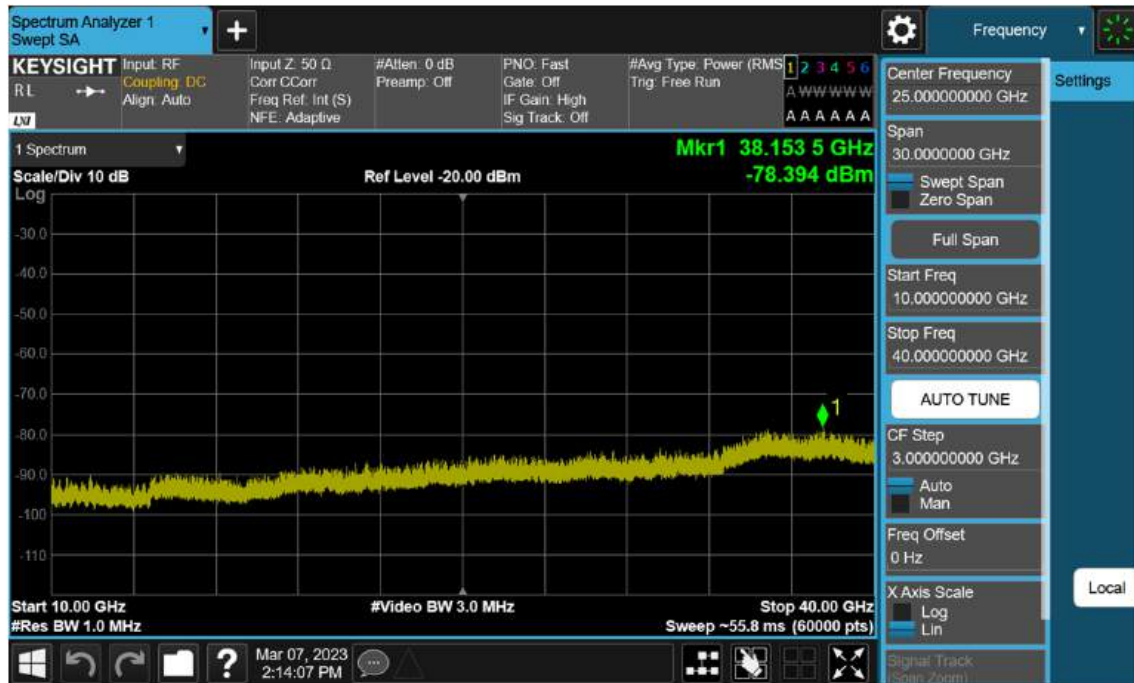 Spectrum Analyzer 1
Swept SA
+
Frequency
KEYSIGHT
RL
LXI
Input: RF
Coupling: DC
Align: Auto
Input Z: 50 Ω
Corr CCorr
Freq Ref: Int (S)
NFE: Adaptive
#Atten: 0 dB
Preamp: Off
PNO: Fast
Gate: Off
IF Gain: High
Sig Track: Off
#Avg Type: Power (RMS
Trig: Free Run
1 2 3 4 5 6
A W W W W W
A A A A A A
1 Spectrum
Scale/Div 10 dB
Ref Level -20.00 dBm
Mkr1 38.153 5 GHz
-78.394 dBm
Log
-30.0
-40.0
-50.0
-60.0
-70.0
-80.0
-90.0
-100
-110
1
Start 10.00 GHz
#Res BW 1.0 MHz
#Video BW 3.0 MHz
Stop 40.00 GHz
Sweep ~55.8 ms (60000 pts)
Center Frequency
25.000000000 GHz
Span
30.0000000 GHz
Swept Span
Zero Span
Full Span
Start Freq
10.000000000 GHz
Stop Freq
40.000000000 GHz
AUTO TUNE
CF Step
3.000000000 GHz
Auto
Man
Freq Offset
0 Hz
X Axis Scale
Log
Lin
Signal Track
(Span Zoom)
Settings
Local
?
Mar 07, 2023
2:14:07 PM